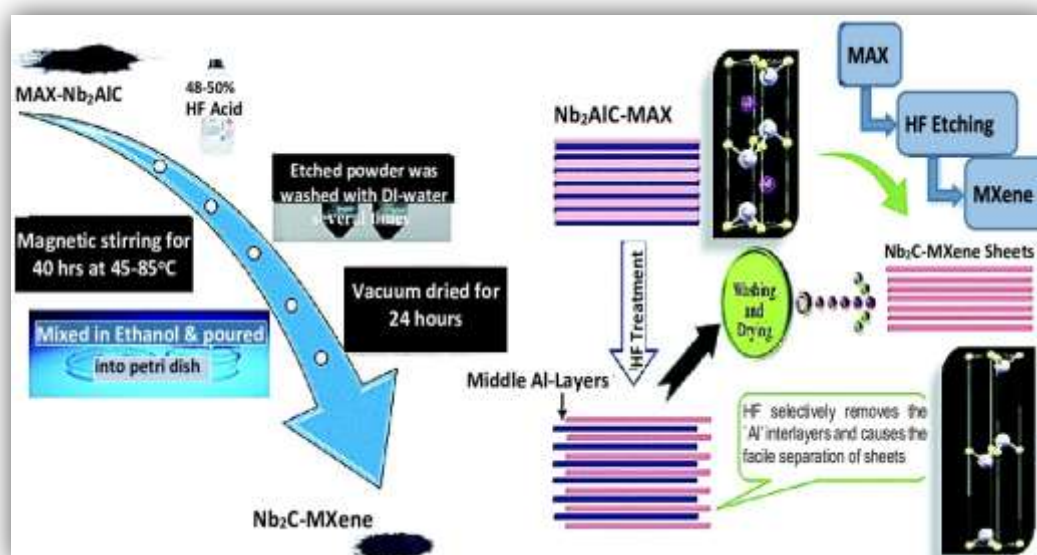 MAX-Nb₂AlC
48-50%
HF Acid
Etched powder was
washed with DI-water
several times
Magnetic stirring for
40 hrs at 45-85°C
Vacuum dried for
24 hours
Mixed in Ethanol & poured
into petri dish
Nb₂C-MXene
Nb₂AlC-MAX
MAX
HF Etching
MXene
Nb₂C-MXene Sheets
HF Treatment
Washing
and
Drying
Middle Al-Layers
HF selectively removes the
'Al' interlayers and causes the
facile separation of sheets